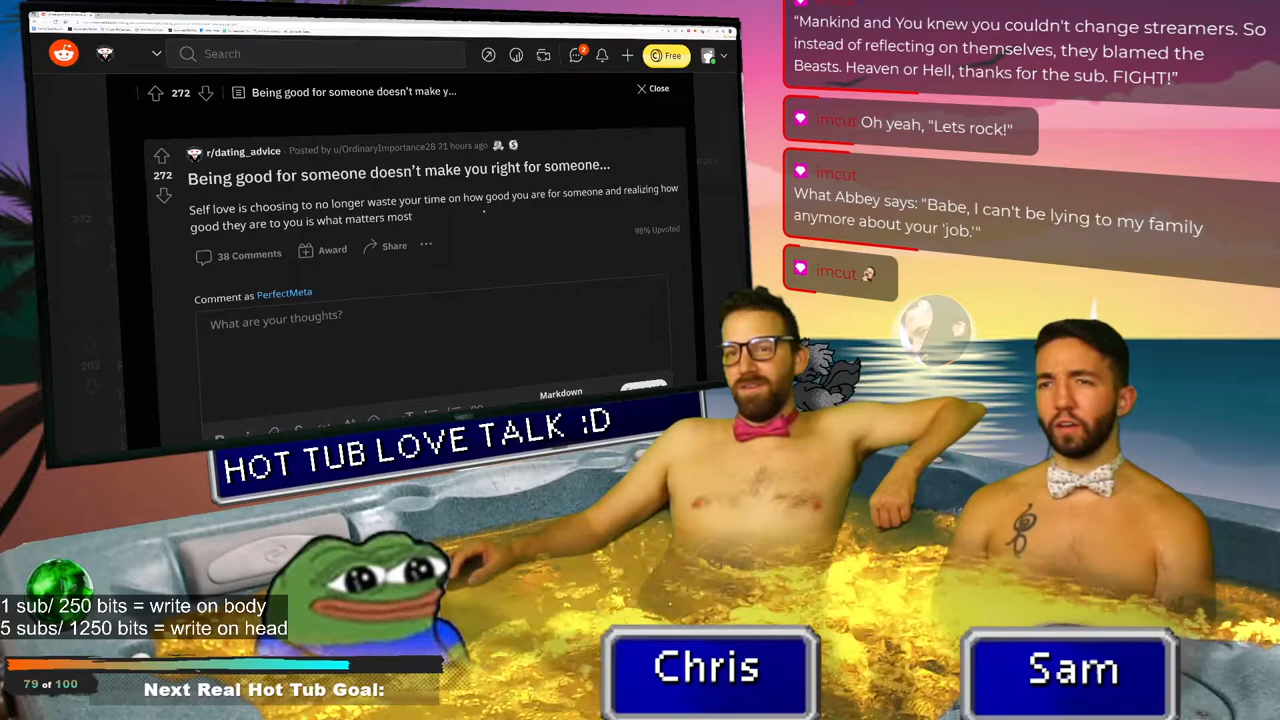 Search
2
Free
272
Being good for someone doesn't make y...
Close
r/dating_advice · Posted by u/OrdinaryImportance28 21 hours ago
272
Being good for someone doesn't make you right for someone...
Self love is choosing to no longer waste your time on how good you are for someone and realizing how
good they are to you is what matters most
98% Upvoted
38 Comments
Award
Share
Comment as PerfectMeta
What are your thoughts?
Markdown
HOT TUB LOVE TALK :D
"Mankind and You knew you couldn't change streamers. So
instead of reflecting on themselves, they blamed the
Beasts. Heaven or Hell, thanks for the sub. FIGHT!"
imcut Oh yeah, "Lets rock!"
imcut
What Abbey says: "Babe, I can't be lying to my family
anymore about your 'job.'"
imcut
1 sub/ 250 bits = write on body
5 subs/ 1250 bits = write on head
79 of 100
Next Real Hot Tub Goal:
Chris
Sam